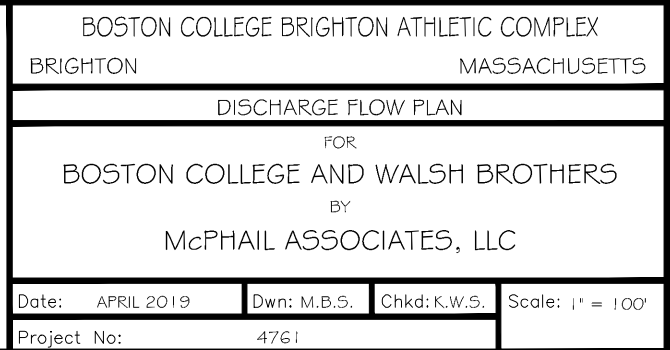 BOSTON COLLEGE BRIGHTON ATHLETIC COMPLEX
BRIGHTON MASSACHUSETTS
DISCHARGE FLOW PLAN
FOR
BOSTON COLLEGE AND WALSH BROTHERS
BY
McPHAIL ASSOCIATES, LLC
Date: APRIL 2019 Dwn: M.B.S. Chkd: K.W.S. Scale: 1" = 100'
Project No: 4761